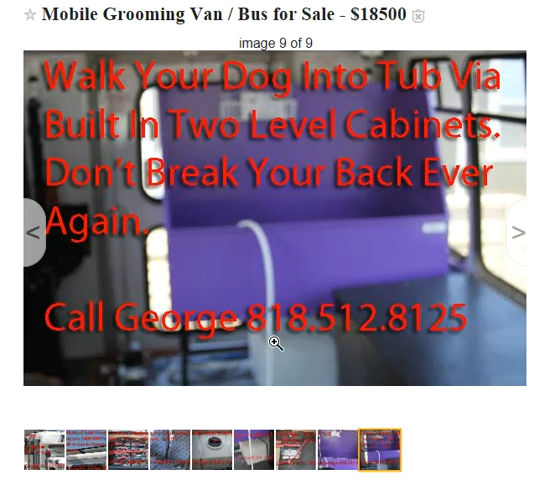 Mobile Grooming Van / Bus for Sale - $18500
image 9 of 9
Walk Your Dog Into Tub Via
Built In Two Level Cabinets.
Don't Break Your Back Ever
Again.
Call George 818.512.8125